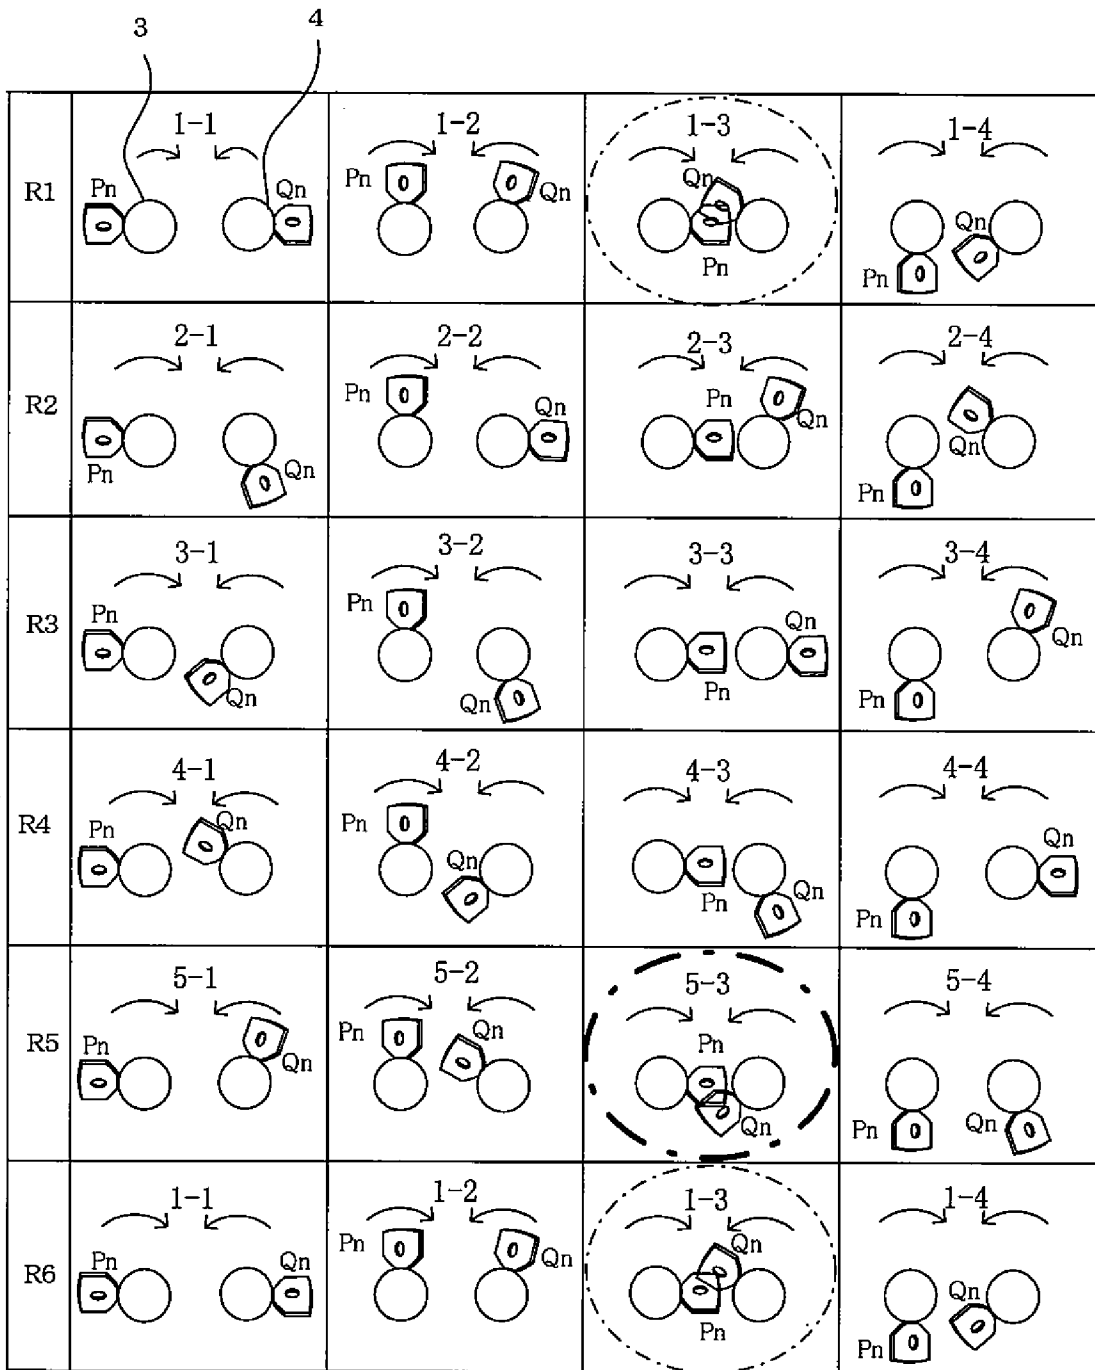 3 4
R1 1-1 1-2 1-3 1-4
Pn Qn Pn Qn Qn Pn Qn Pn
R2 2-1 2-2 2-3 2-4
Pn Qn Pn Qn Pn Qn Qn Pn
R3 3-1 3-2 3-3 3-4
Pn Qn Pn Qn Qn Pn Qn Pn
R4 4-1 4-2 4-3 4-4
Pn Qn Pn Qn Pn Qn Qn Pn
R5 5-1 5-2 5-3 5-4
Pn Qn Pn Qn Pn Qn Pn Qn
R6 1-1 1-2 1-3 1-4
Pn Qn Pn Qn Qn Pn Qn Pn